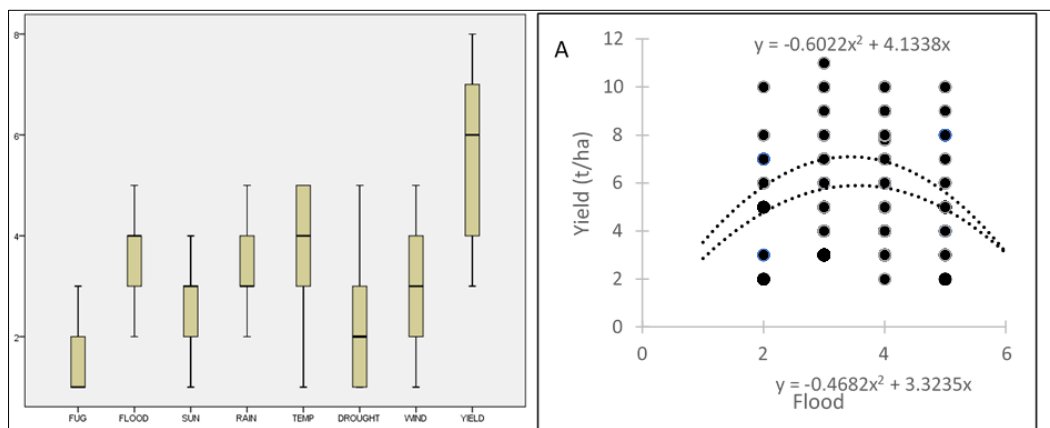 8
6
4
2
FUG FLOOD SUN RAIN TEMP DROUGHT WIND YIELD
A
y = -0.6022x² + 4.1338x
Yield (t/ha)
12
10
8
6
4
2
0
0 2 4 6
y = -0.4682x² + 3.3235x
Flood